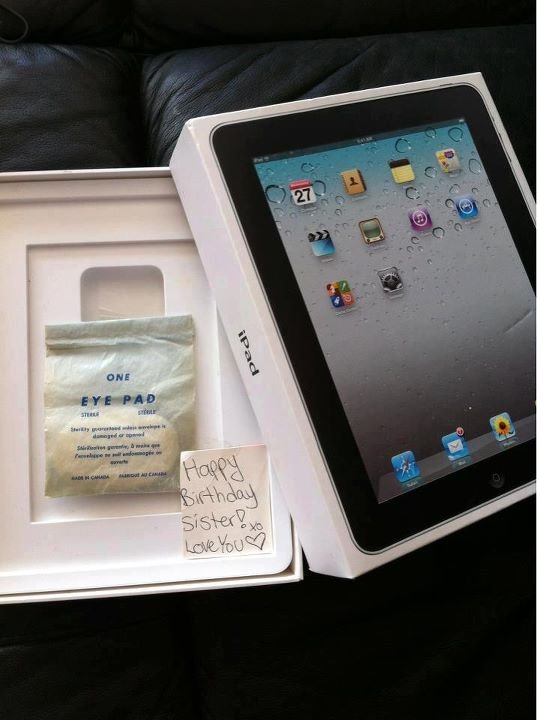 ONE
EYE PAD
STERILE STÉRILE
Sterility guaranteed unless envelope is
damaged or opened
Stérilisation garantie, à moins que
l'enveloppe ne soit endommagée ou
ouverte
MADE IN CANADA FABRIQUE AU CANADA
Happy
Birthday
Sister! xo
Love You
iPad
27